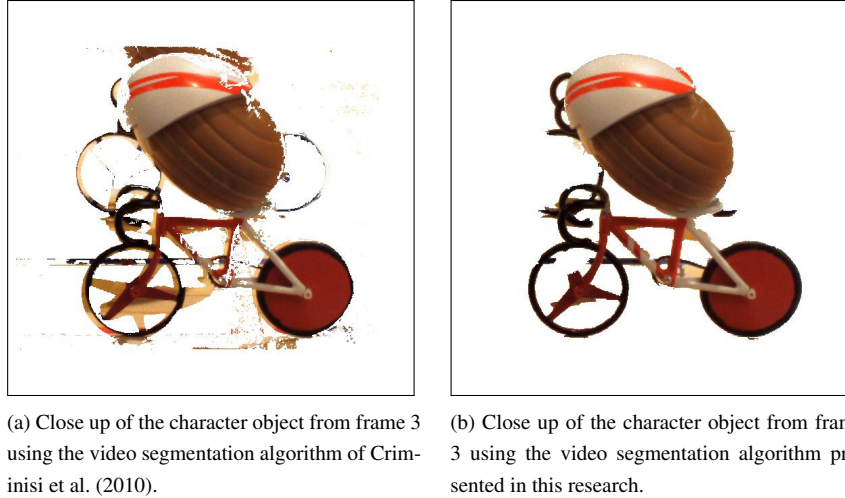 (a) Close up of the character object from frame 3
using the video segmentation algorithm of Crim-
inisi et al. (2010).
(b) Close up of the character object from fram
3 using the video segmentation algorithm pr
sented in this research.